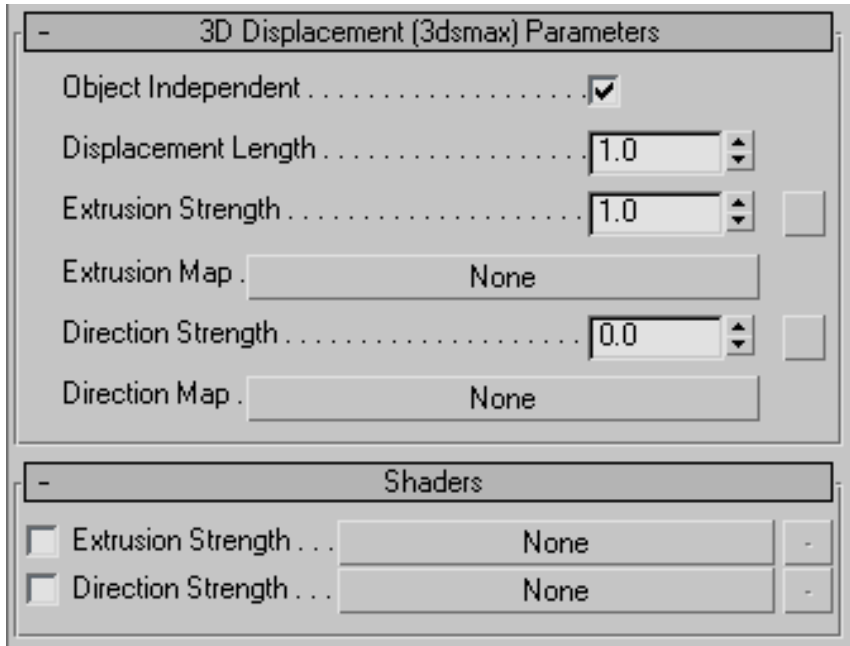 - 3D Displacement (3dsmax) Parameters
Object Independent . . . . . . . . . . . . . . . . . . . .
Displacement Length . . . . . . . . . . . . . . . . . . . 1.0
Extrusion Strength . . . . . . . . . . . . . . . . . . . . . . 1.0
Extrusion Map . None
Direction Strength . . . . . . . . . . . . . . . . . . . . . . 0.0
Direction Map . None
- Shaders
Extrusion Strength . . . None -
Direction Strength . . . None -